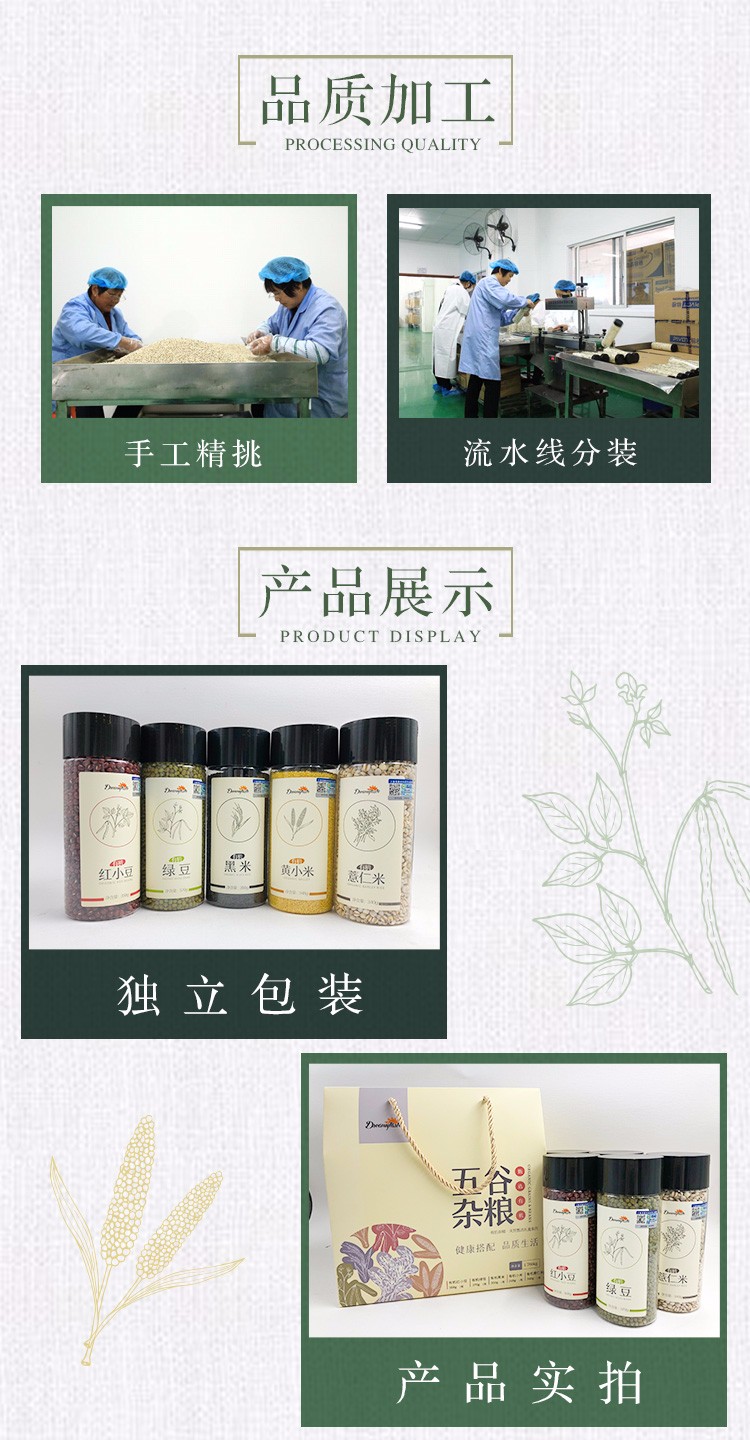 品质加工
PROCESSING QUALITY
手工精挑
流水线分装
产品展示
PRODUCT DISPLAY
红小豆
绿豆
黑米
黄小米
薏仁米
独立包装
五谷
杂粮
健康搭配 品质生活
红小豆
绿豆
薏仁米
产品实拍